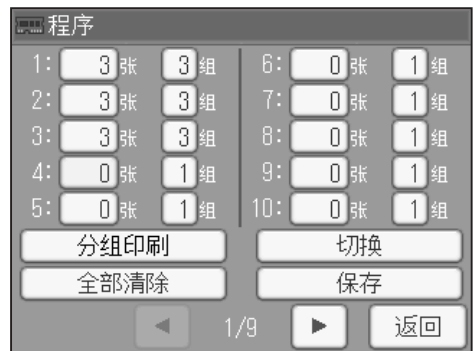 程序
1: 3 张 3 组 6: 0 张 1 组
2: 3 张 3 组 7: 0 张 1 组
3: 3 张 3 组 8: 0 张 1 组
4: 0 张 1 组 9: 0 张 1 组
5: 0 张 1 组 10: 0 张 1 组
分组印刷 切换
全部清除 保存
1/9 返回